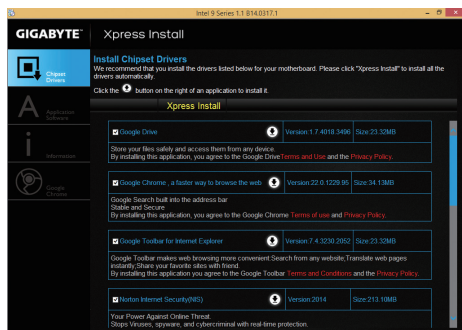 Intel 9 Series 1.1 B14.0317.1
GIGABYTE™
Xpress Install
Chipset
Drivers
Application
Software
Information
Google
Chrome
Install Chipset Drivers
We recommend that you install the drivers listed below for your motherboard. Please click "Xpress Install" to install all the
drivers automatically.
Click the button on the right of an application to install it.
Xpress Install
Google Drive Version:1.7.4018.3496 Size:23.32MB
Store your files safely and access them from any device.
By installing this application, you agree to the Google DriveTerms and Use and the Privacy Policy.
Google Chrome , a faster way to browse the web Version:22.0.1229.95 Size:34.13MB
Google Search built into the address bar
Stable and Secure
By installing this application, you agree to the Google Chrome Terms of use and Privacy Policy.
Google Toolbar for Internet Explorer Version:7.4.3230.2052 Size:23.32MB
Google Toolbar makes web browsing more convenient:Search from any website,Translate web pages
instantly,Share your favorite sites with friend.
By installing this application, you agree to the Google Toolbar Terms and Conditions and the Privacy Policy.
Norton Internet Security(NIS) Version:2014 Size:213.10MB
Your Power Against Online Threat.
Stops Viruses, spyware, and cybercriminal with real-time protection.